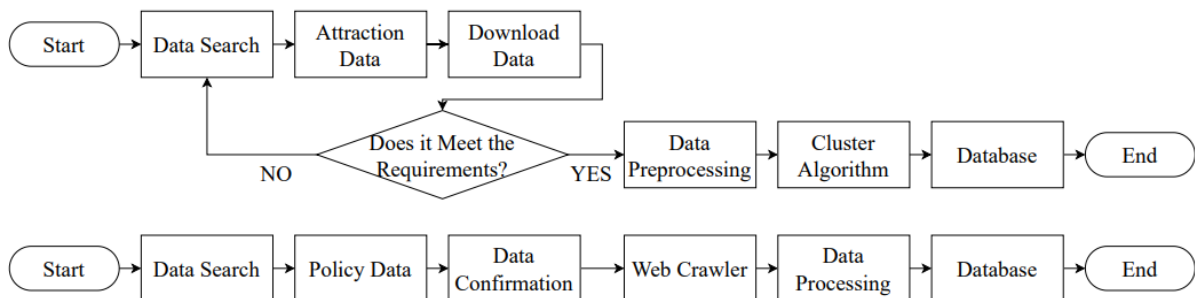 Start
Data Search
Attraction
Data
Download
Data
Does it Meet the
Requirements?
NO
YES
Data
Preprocessing
Cluster
Algorithm
Database
End
Start
Data Search
Policy Data
Data
Confirmation
Web Crawler
Data
Processing
Database
End